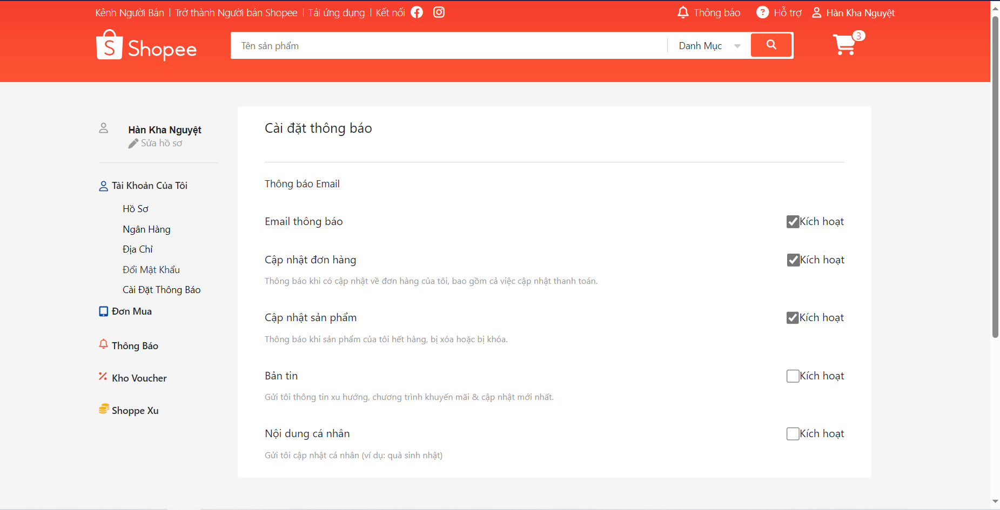 Kênh Người Bán | Trở thành Người bán Shopee | Tải ứng dụng | Kết nối
Thông báo
? Hỗ trợ
Hàn Kha Nguyệt
S Shopee
Tên sản phẩm
Danh Mục
3
Hàn Kha Nguyệt
Sửa hồ sơ
Tài Khoản Của Tôi
Hồ Sơ
Ngân Hàng
Địa Chỉ
Đổi Mật Khẩu
Cài Đặt Thông Báo
Đơn Mua
Thông Báo
Kho Voucher
Shoppe Xu
Cài đặt thông báo
Thông báo Email
Email thông báo
Kích hoạt
Cập nhật đơn hàng
Kích hoạt
Thông báo khi có cập nhật về đơn hàng của tôi, bao gồm cả việc cập nhật thanh toán.
Cập nhật sản phẩm
Kích hoạt
Thông báo khi sản phẩm của tôi hết hàng, bị xóa hoặc bị khóa.
Bản tin
Kích hoạt
Gửi tôi thông tin xu hướng, chương trình khuyến mãi & cập nhật mới nhất.
Nội dung cá nhân
Kích hoạt
Gửi tôi cập nhật cá nhân (ví dụ: quà sinh nhật)